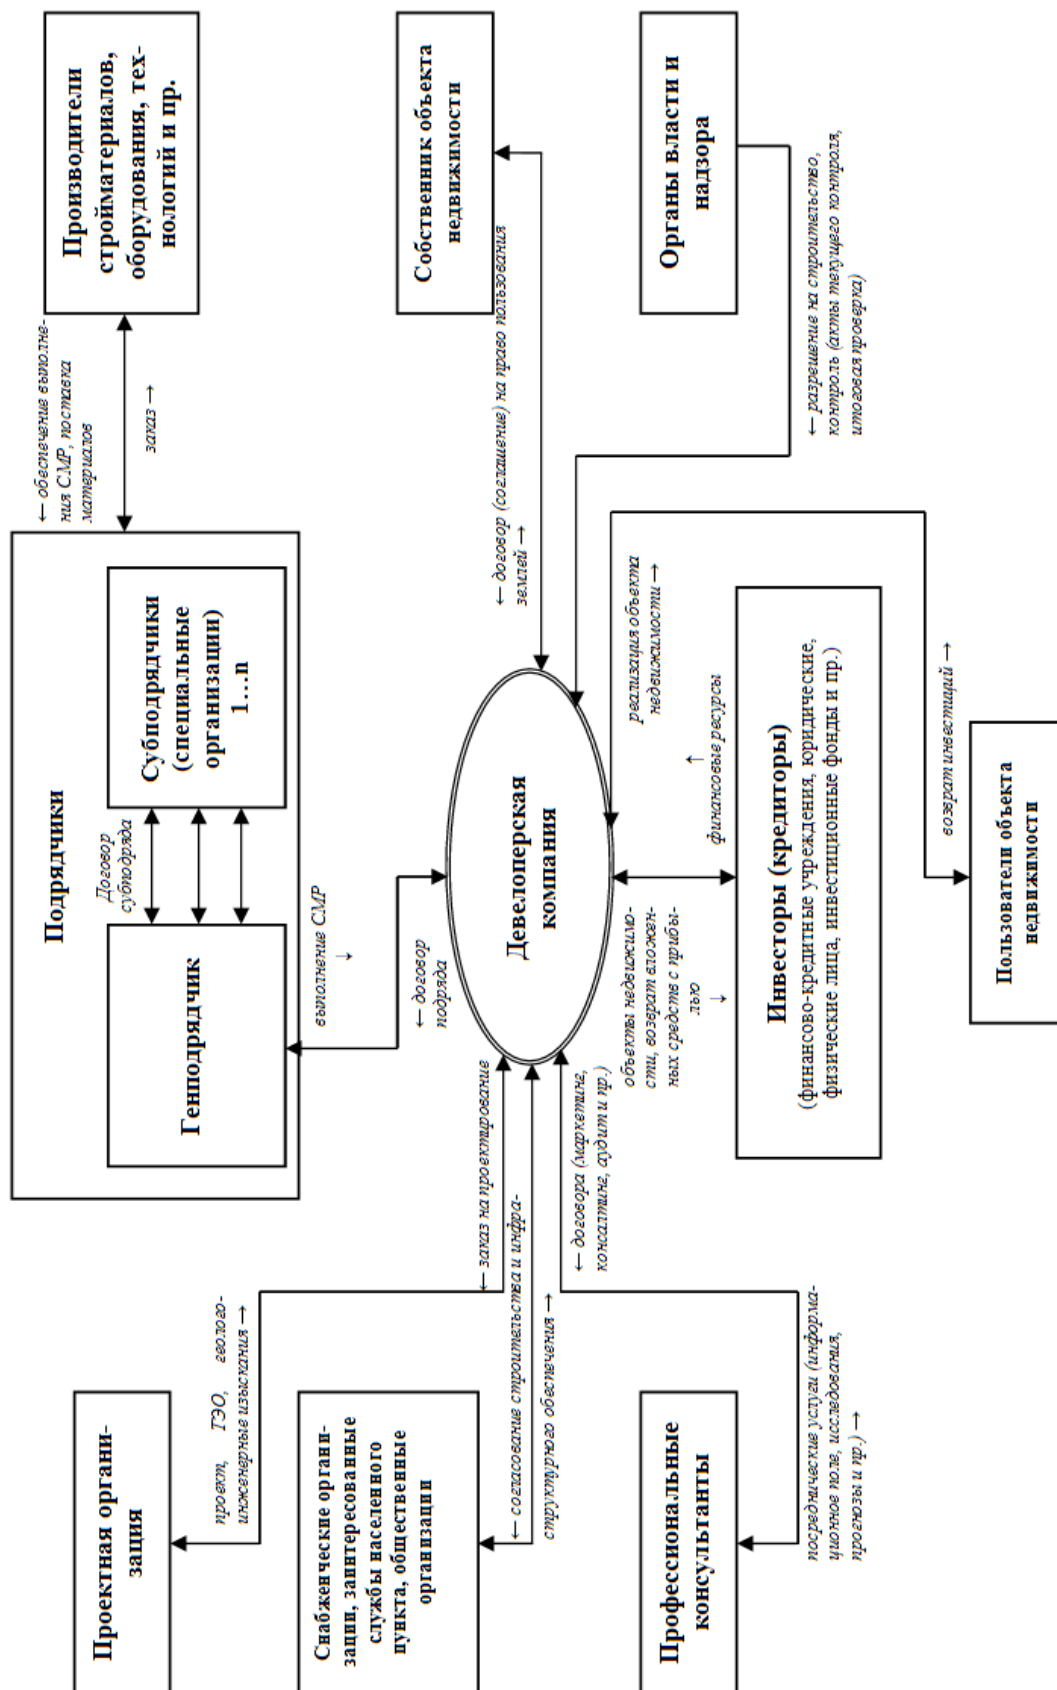 Проектная органи-
зация
проект, ТЭО, геолого-
инженерные изыскания →
← заказ на проектирование
Подрядчики
Генподрядчик
Договор
субподряда
Субподрядчики
(специальные
организации)
1…n
← обеспечение выполне-
ния СМР, поставка
материалов
заказ →
Производители
стройматериалов,
оборудования, тех-
нологий и пр.
выполнение СМР
↓
← договор
подряда
Снабженческие органи-
зации, заинтересованные
службы населенного
пункта, общественные
организации
← согласование строительства и инфра-
структурного обеспечения →
Девелоперская
компания
← договор (соглашение) на право пользования
землей →
Собственник объекта
недвижимости
Профессиональные
консультанты
← договора (маркетинг,
консалтинг, аудит и пр.)
посреднические услуги (информа-
ционное поле, исследования,
прогнозы и пр.) →
объекты недвижимо-
сти, возврат вложен-
ных средств с прибы-
лью
↓
↑
финансовые ресурсы
реализация объекта
недвижимости →
Органы власти и
надзора
← разрешение на строительство,
контроль (акты текущего контроля,
итоговая проверка)
Инвесторы (кредиторы)
(финансово-кредитные учреждения, юридические,
физические лица, инвестиционные фонды и пр.)
возврат инвестиций →
Пользователи объекта
недвижимости